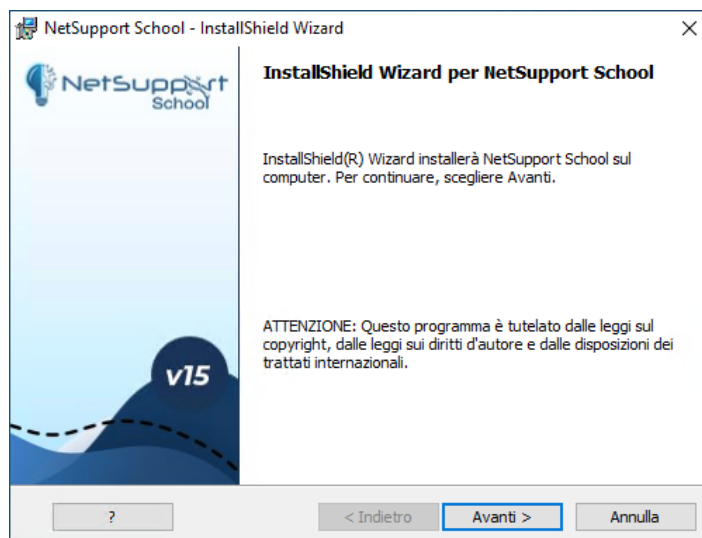 NetSupport School - InstallShield Wizard
NetSupport
School
InstallShield Wizard per NetSupport School
InstallShield(R) Wizard installerà NetSupport School sul
computer. Per continuare, scegliere Avanti.
ATTENZIONE: Questo programma è tutelato dalle leggi sul
copyright, dalle leggi sui diritti d'autore e dalle disposizioni dei
trattati internazionali.
v15
?
< Indietro
Avanti >
Annulla